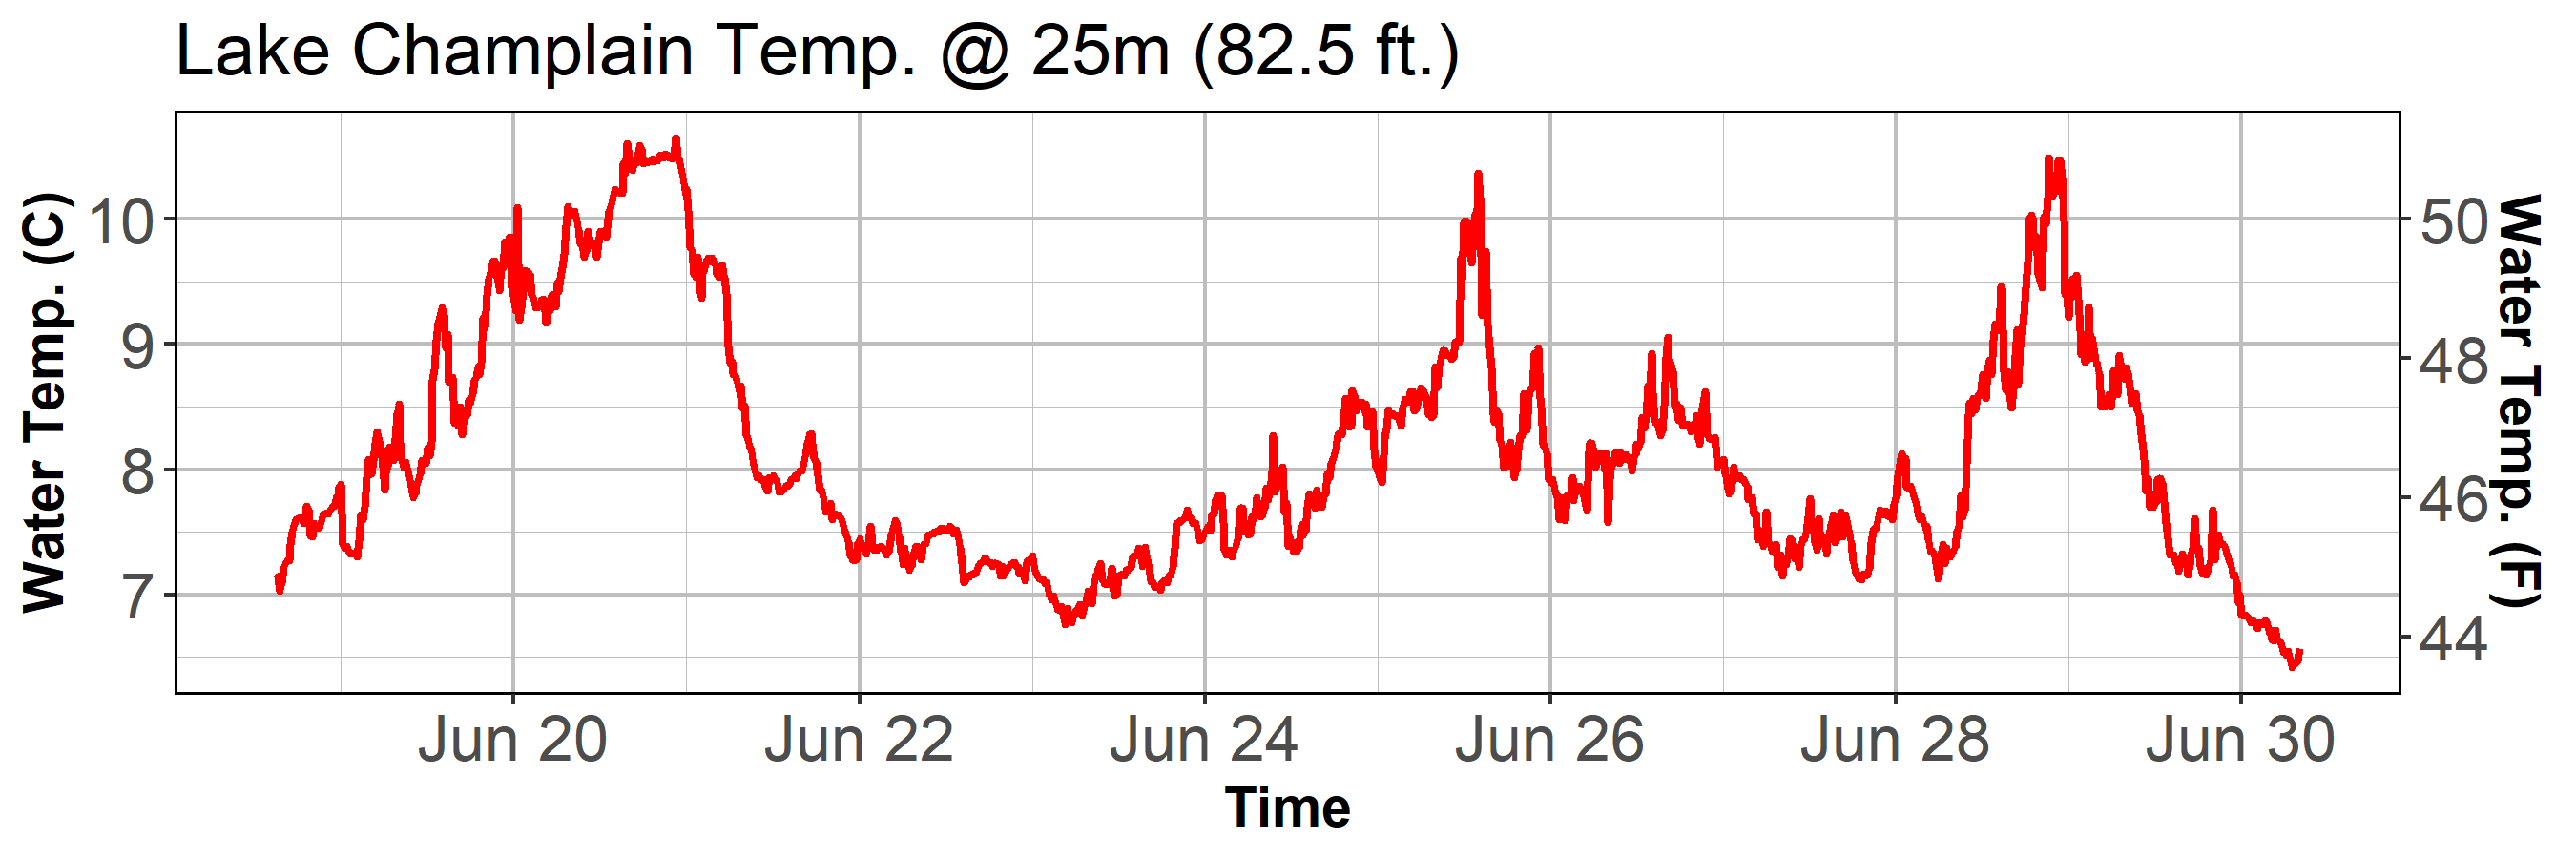 Lake Champlain Temp. @ 25m (82.5 ft.)
Water Temp. (C)
10
9
8
7
50
48
46
44
Water Temp. (F)
Jun 20 Jun 22 Jun 24 Jun 26 Jun 28 Jun 30
Time